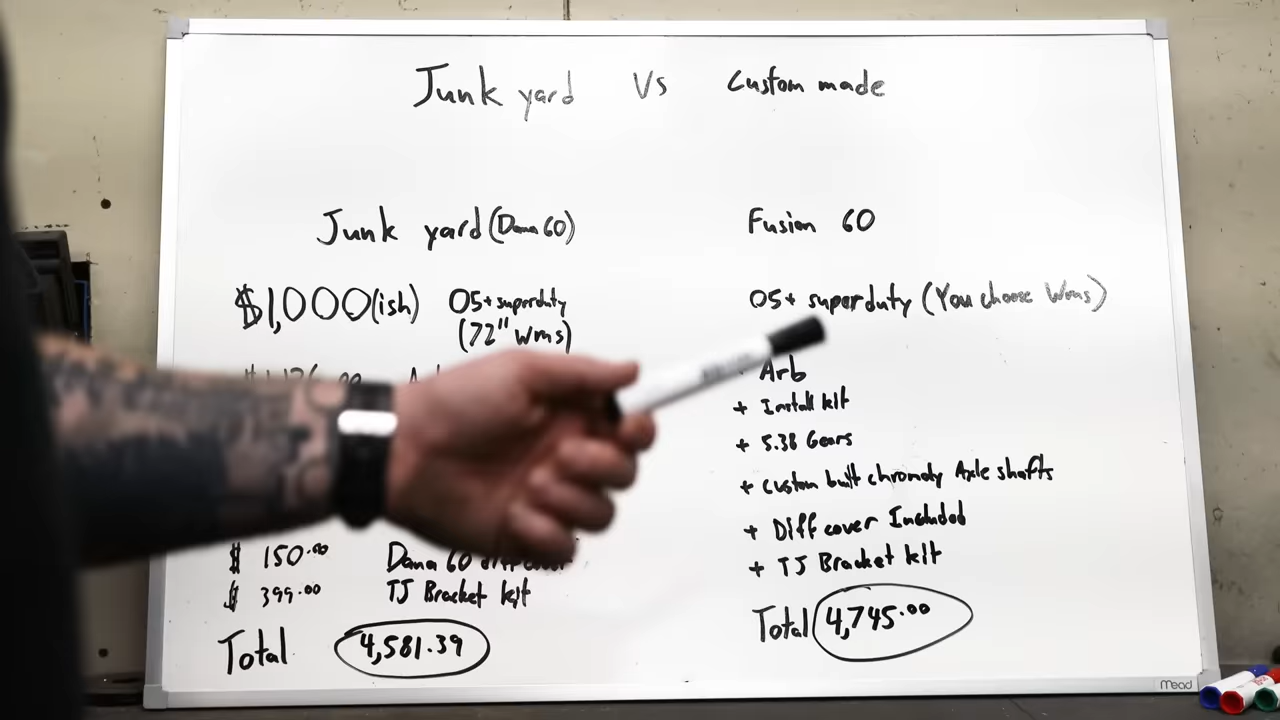 Junk yard Vs Custom made
Junk yard (Dana 60)
$1,000(ish) 05+ superduty
(72" Wms)
$ 150.00 Dana 60 diff cover
$ 399.00 TJ Bracket kit
Total 4,581.39
Fusion 60
05+ superduty (You choose Wms)
Arb
+ Install kit
+ 5.38 Gears
+ custom built chromoly Axle shafts
+ Diff cover Included
+ TJ Bracket kit
Total 4,745.00
Mead